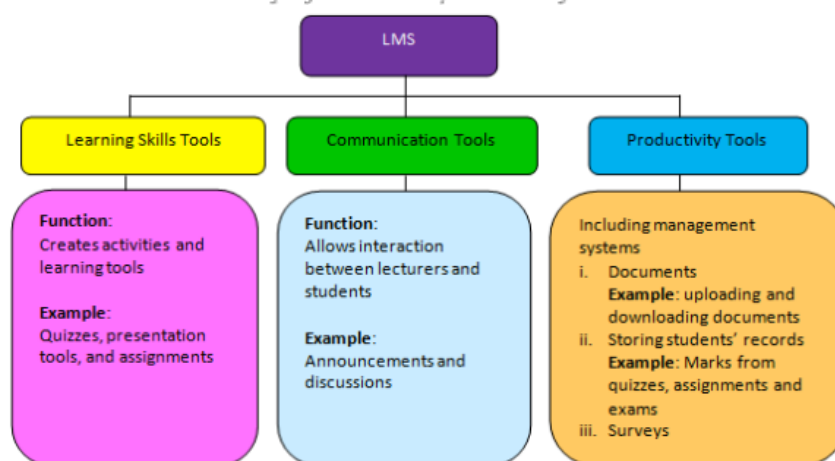 LMS
Learning Skills Tools
Communication Tools
Productivity Tools
Function:
Creates activities and
learning tools
Example:
Quizzes, presentation
tools, and assignments
Function:
Allows interaction
between lecturers and
students
Example:
Announcements and
discussions
Including management
systems
i. Documents
Example: uploading and
downloading documents
ii. Storing students’ records
Example: Marks from
quizzes, assignments and
exams
iii. Surveys